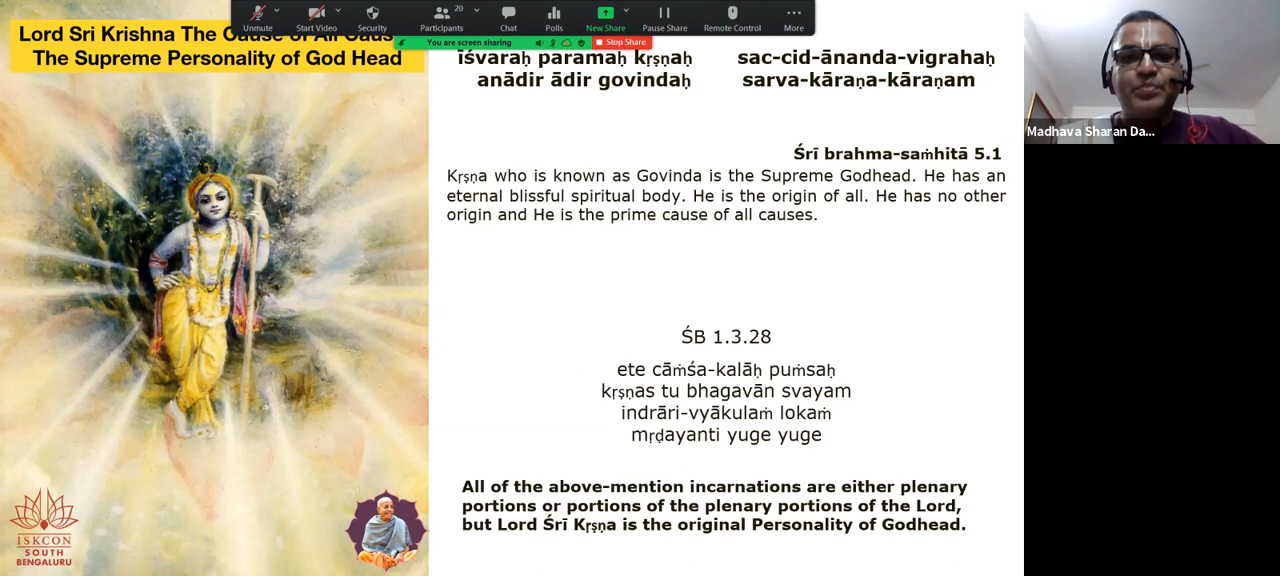 Unmute
Start Video
Security
Participants
20
Chat
Polls
New Share
Pause Share
Remote Control
More
You are screen sharing
Stop Share
Lord Sri Krishna The
The Supreme Personality of God Head
īśvaraḥ paramaḥ kṛṣṇaḥ sac-cid-ānanda-vigrahaḥ
anādir ādir govindaḥ sarva-kāraṇa-kāraṇam
Śrī brahma-saṁhitā 5.1
Kṛṣṇa who is known as Govinda is the Supreme Godhead. He has an
eternal blissful spiritual body. He is the origin of all. He has no other
origin and He is the prime cause of all causes.
ŚB 1.3.28
ete cāṁśa-kalāḥ puṁsaḥ
kṛṣṇas tu bhagavān svayam
indrāri-vyākulaṁ lokaṁ
mṛḍayanti yuge yuge
All of the above-mention incarnations are either plenary
portions or portions of the plenary portions of the Lord,
but Lord Śrī Kṛṣṇa is the original Personality of Godhead.
ISKCON
SOUTH
BENGALURU
Madhava Sharan Da...